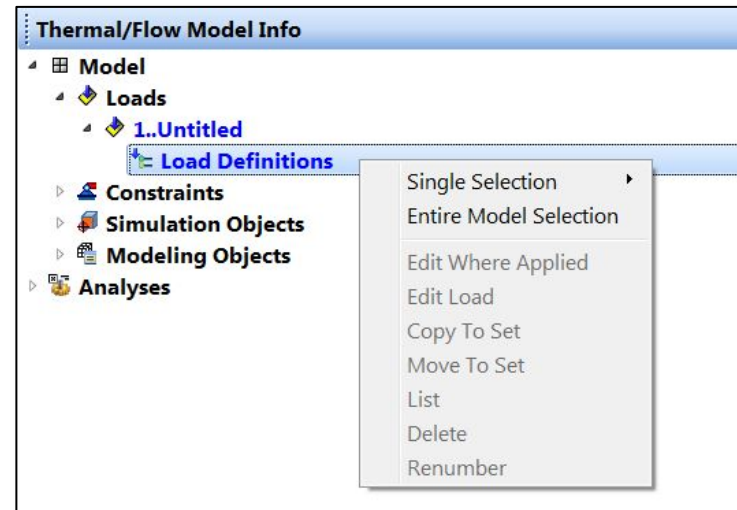 Thermal/Flow Model Info
Model
Loads
1..Untitled
Load Definitions
Constraints
Simulation Objects
Modeling Objects
Analyses
Single Selection
Entire Model Selection
Edit Where Applied
Edit Load
Copy To Set
Move To Set
List
Delete
Renumber